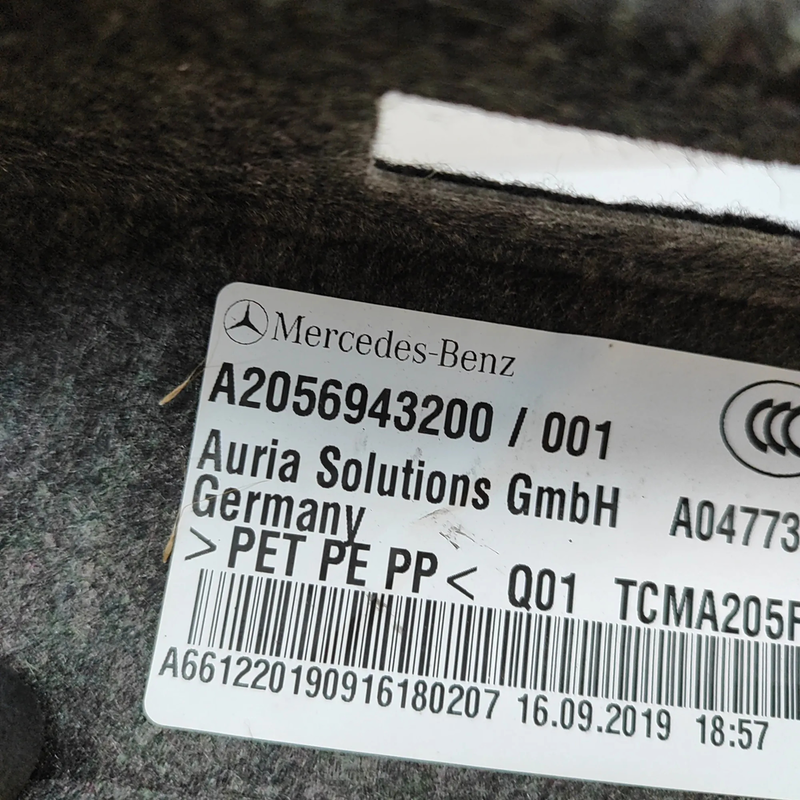 Mercedes-Benz
A2056943200 / 001
Auria Solutions GmbH A04773
Germany
> PET PE PP < Q01 TCMA205F
A661220190916180207 16.09.2019 18:57